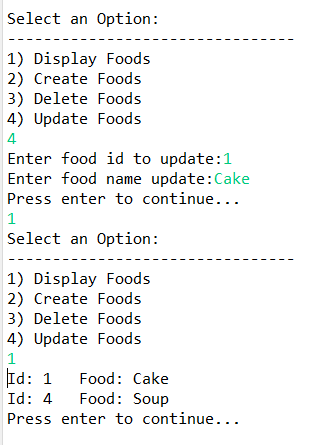 Select an Option:
--------------------------------
1) Display Foods
2) Create Foods
3) Delete Foods
4) Update Foods
4
Enter food id to update:1
Enter food name update:Cake
Press enter to continue...
1
Select an Option:
--------------------------------
1) Display Foods
2) Create Foods
3) Delete Foods
4) Update Foods
1
Id: 1   Food: Cake
Id: 4   Food: Soup
Press enter to continue...